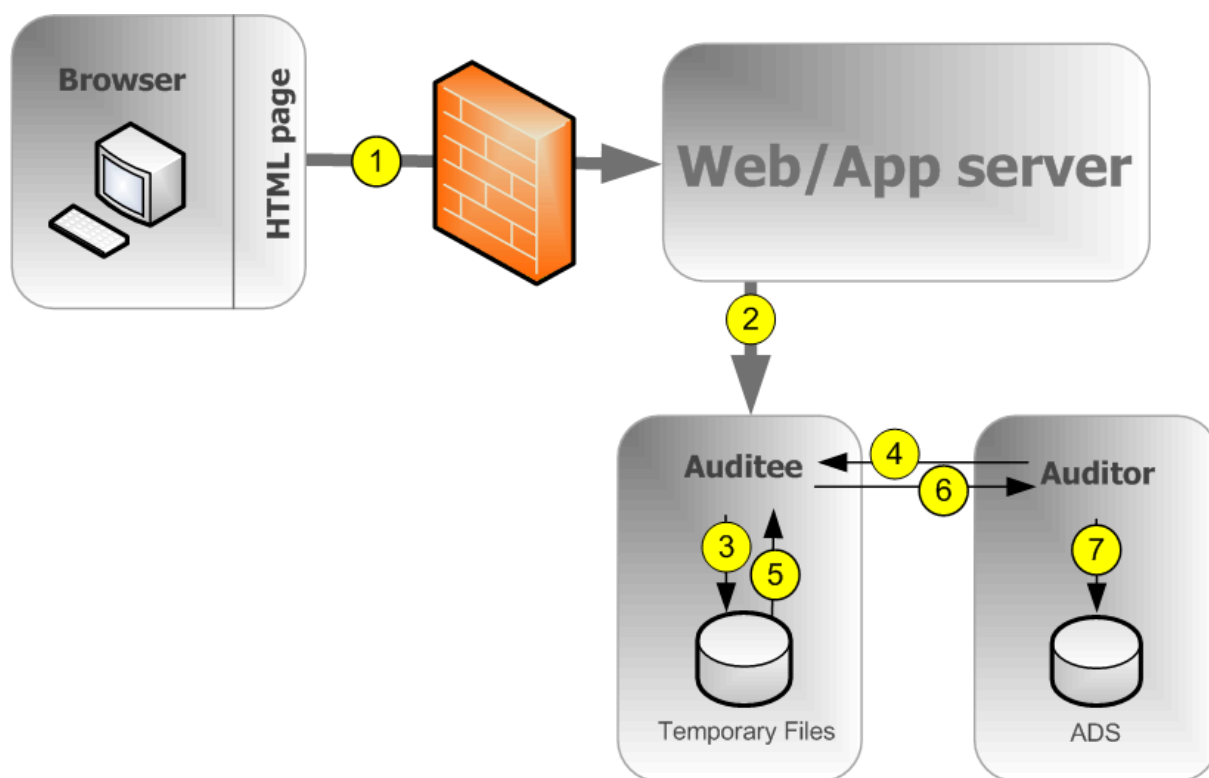 Browser
HTML page
1
Web/App server
2
Auditee
4
Auditor
6
3
5
7
Temporary Files
ADS